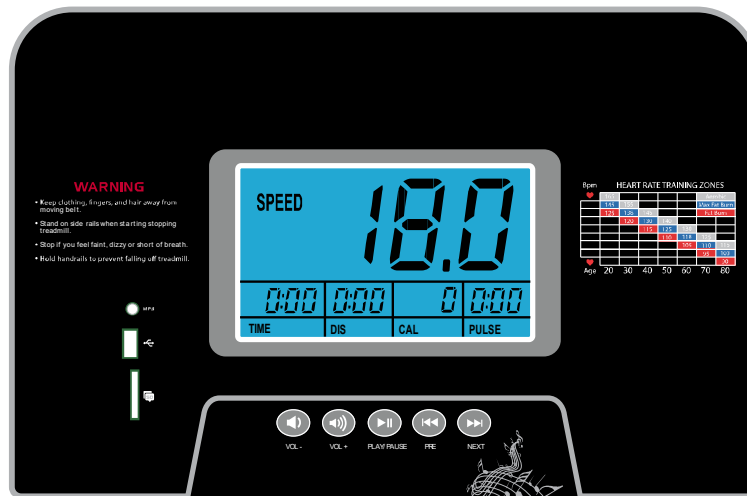 WARNING
• Keep clothing, fingers, and hair away from
moving belt.
• Stand on side rails when starting stopping
treadmill.
• Stop if you feel faint, dizzy or short of breath.
• Hold handrails to prevent falling off treadmill.
MP3
SPEED
18.0
0:00 0:00 0 0:00
TIME DIS CAL PULSE
Bpm HEART RATE TRAINING ZONES
Max Fat Burn
Fat Burn
125 136
120 130 140
115 125
110
110
95 103
90
Age 20 30 40 50 60 70 80
VOL - VOL + PLAY/PAUSE PRE NEXT